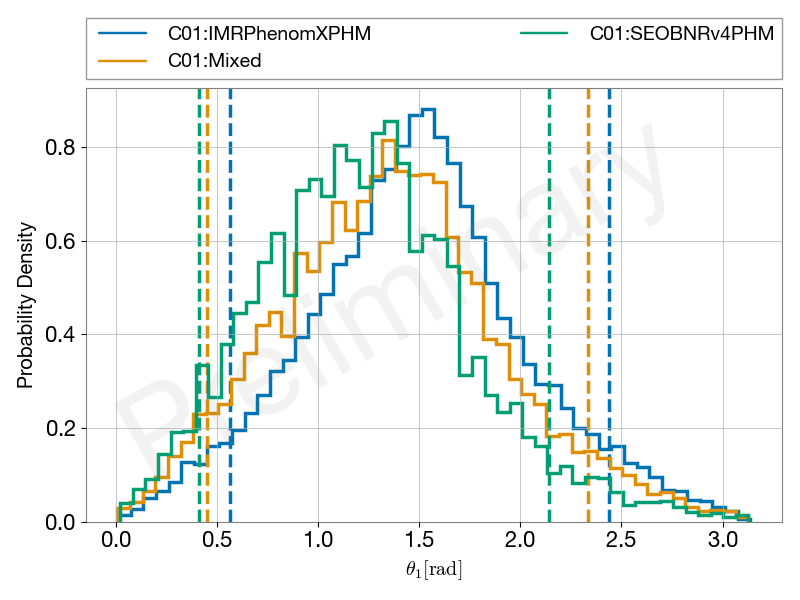 C01:IMRPhenomXPHM
C01:Mixed
C01:SEOBNRv4PHM
Probability Density
0.8
0.6
0.4
0.2
0.0
Preliminary
0.0 0.5 1.0 1.5 2.0 2.5 3.0
θ₁[rad]